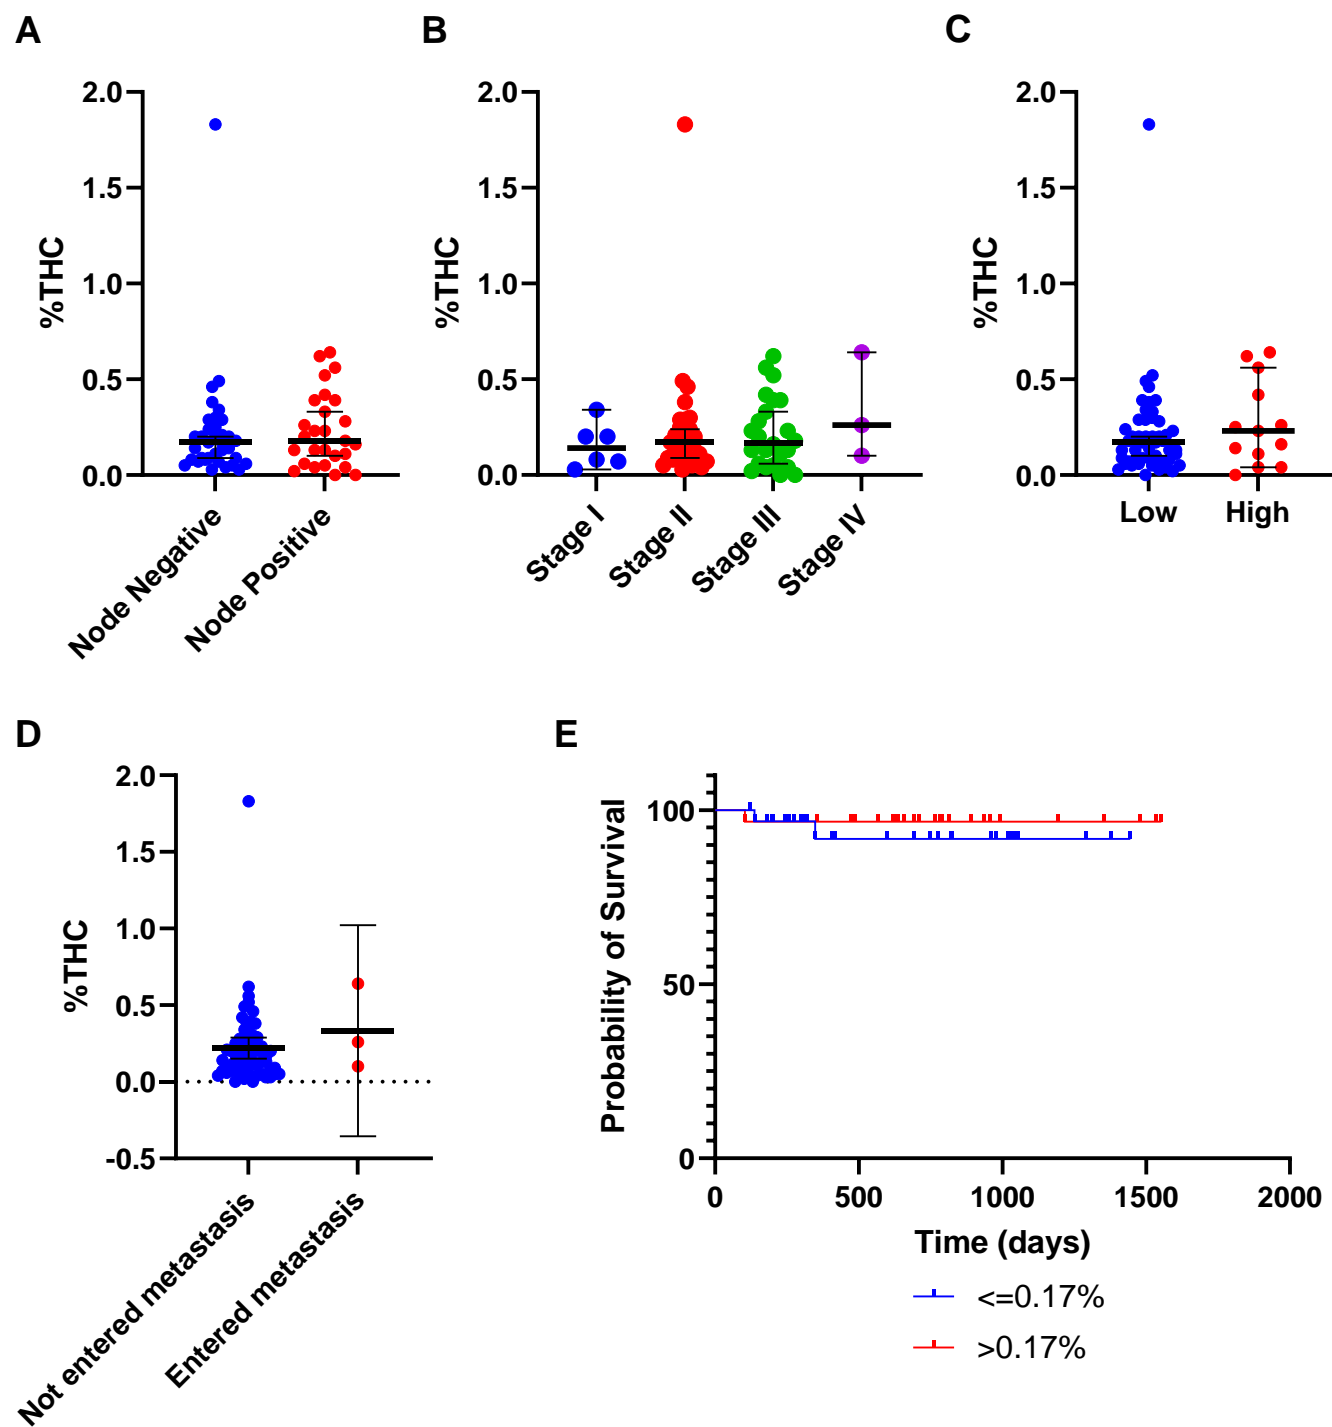 A
B
C
2.0
1.5
1.0
0.5
0.0
%THC
Node Negative
Node Positive
2.0
1.5
1.0
0.5
0.0
%THC
Stage I
Stage II
Stage III
Stage IV
2.0
1.5
1.0
0.5
0.0
%THC
Low
High
D
E
2.0
1.5
1.0
0.5
0.0
-0.5
%THC
Not entered metastasis
Entered metastasis
100
50
0
Probability of Survival
0
500
1000
1500
2000
Time (days)
<=0.17%
>0.17%